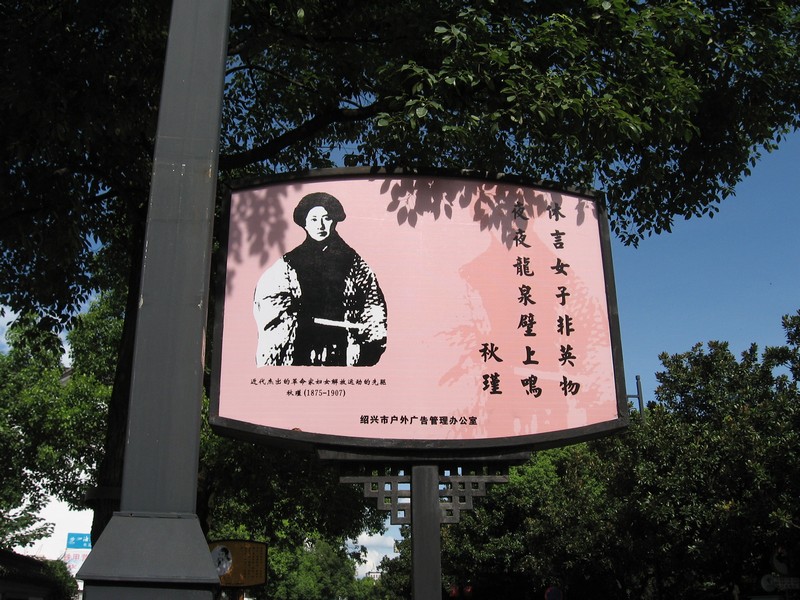 休言女子非英物
夜夜龍泉壁上鳴
秋瑾
近代杰出的革命家妇女解放运动的先驱
秋瑾(1875-1907)
绍兴市户外广告管理办公室